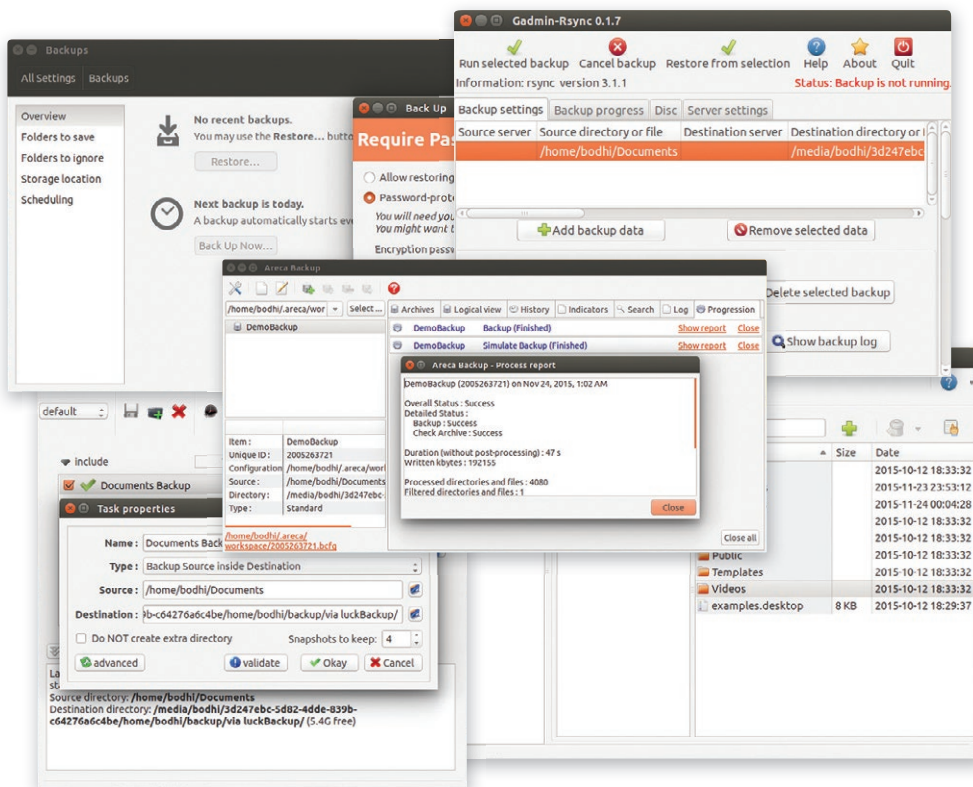 Backups
All Settings Backups
Overview
Folders to save
Folders to ignore
Storage location
Scheduling
No recent backups.
You may use the Restore...
Restore...
Next backup is today.
A backup automatically starts
Back Up Now...
Back Up
Require
Allow restoring
You will need
You might want
Encryption
Gadmin-Rsync 0.1.7
Run selected backup Cancel backup Restore from selection Help About Quit
Information: rsync version 3.1.1 Status: Backup is not running.
Backup settings Backup progress Disc Server settings
Source server Source directory or file Destination server Destination directory or
/home/bodhi/Documents /media/bodhi/3d247ebc
Add backup data Remove selected data
Delete selected backup
Show backup log
Areca Backup
/home/bodhi/.areca/wor Select...
DemoBackup
Archives Logical view History Indicators Search Log Progression
DemoBackup Backup (Finished) Show report Close
DemoBackup Simulate Backup (Finished) Show report Close
Item : DemoBackup
Unique ID : 2005263721
Configuration /home/bodhi/.areca/wor
Source : /home/bodhi/Documents
Directory : /media/bodhi/3d247ebc-
Type : Standard
/home/bodhi/.areca/
workspace/2005263721.bcfg
Close all
Areca Backup - Process report
DemoBackup (2005263721) on Nov 24, 2015, 1:02 AM
Overall Status : Success
Detailed Status :
Backup : Success
Check Archive : Success
Duration (without post-processing) : 47 s
Written kbytes : 192155
Processed directories and files : 4080
Filtered directories and files : 1
Close
default
include
Documents Backup
Task properties
Name : Documents
Type : Backup Source inside Destination
Source : /home/bodhi/Documents
Destination : b-c64276a6c4be/home/bodhi/backup/via luckBackup/
Do NOT create extra directory Snapshots to keep: 4
advanced validate Okay Cancel
Source directory: /home/bodhi/Documents
Destination directory: /media/bodhi/3d247ebc-5d82-4dde-839b-
c64276a6c4be/home/bodhi/backup/via luckBackup/ (5.4G free)
Size Date
2015-10-12 18:33:32
2015-11-23 23:53:12
2015-11-24 00:04:28
2015-10-12 18:33:32
2015-10-12 18:33:32
Public 2015-10-12 18:33:32
Templates 2015-10-12 18:33:32
Videos 2015-10-12 18:33:32
examples.desktop 8 KB 2015-10-12 18:29:37